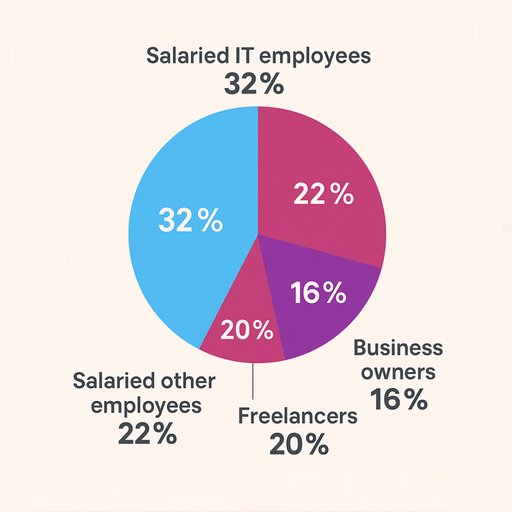 Salaried IT employees
32%
32%
22%
16%
20%
Business
owners
16%
Salaried other
employees
22%
Freelancers
20%